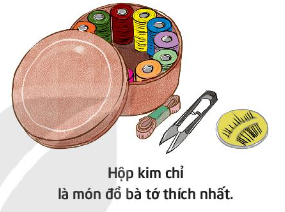 Hộp kim chỉ
là món đồ bà tớ thích nhất.